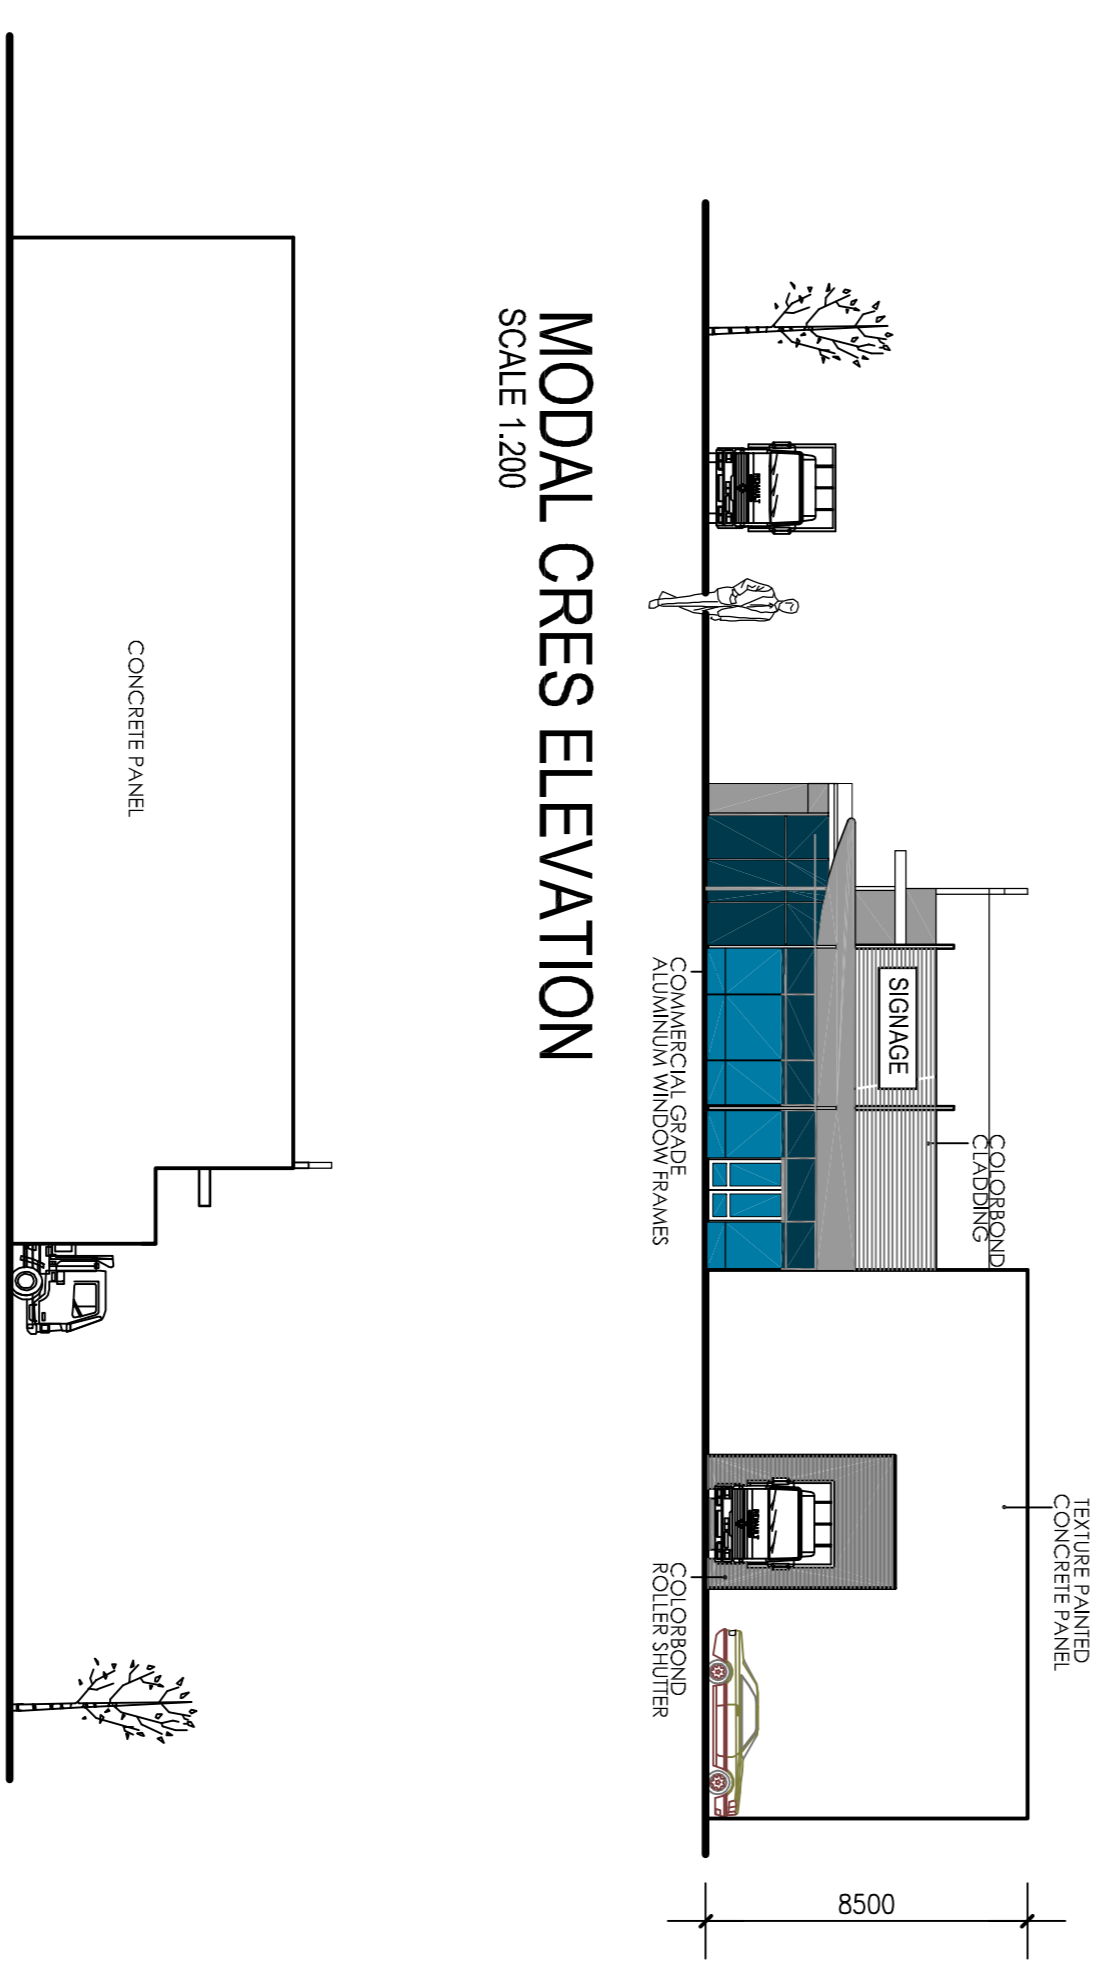 TEXTURE PAINTED
CONCRETE PANEL
COLORBOND
CLADDING
SIGNAGE
8500
COMMERCIAL GRADE
ALUMINUM WINDOW FRAMES
COLORBOND
ROLLER SHUTTER
MODAL CRES ELEVATION
SCALE 1.200
CONCRETE PANEL